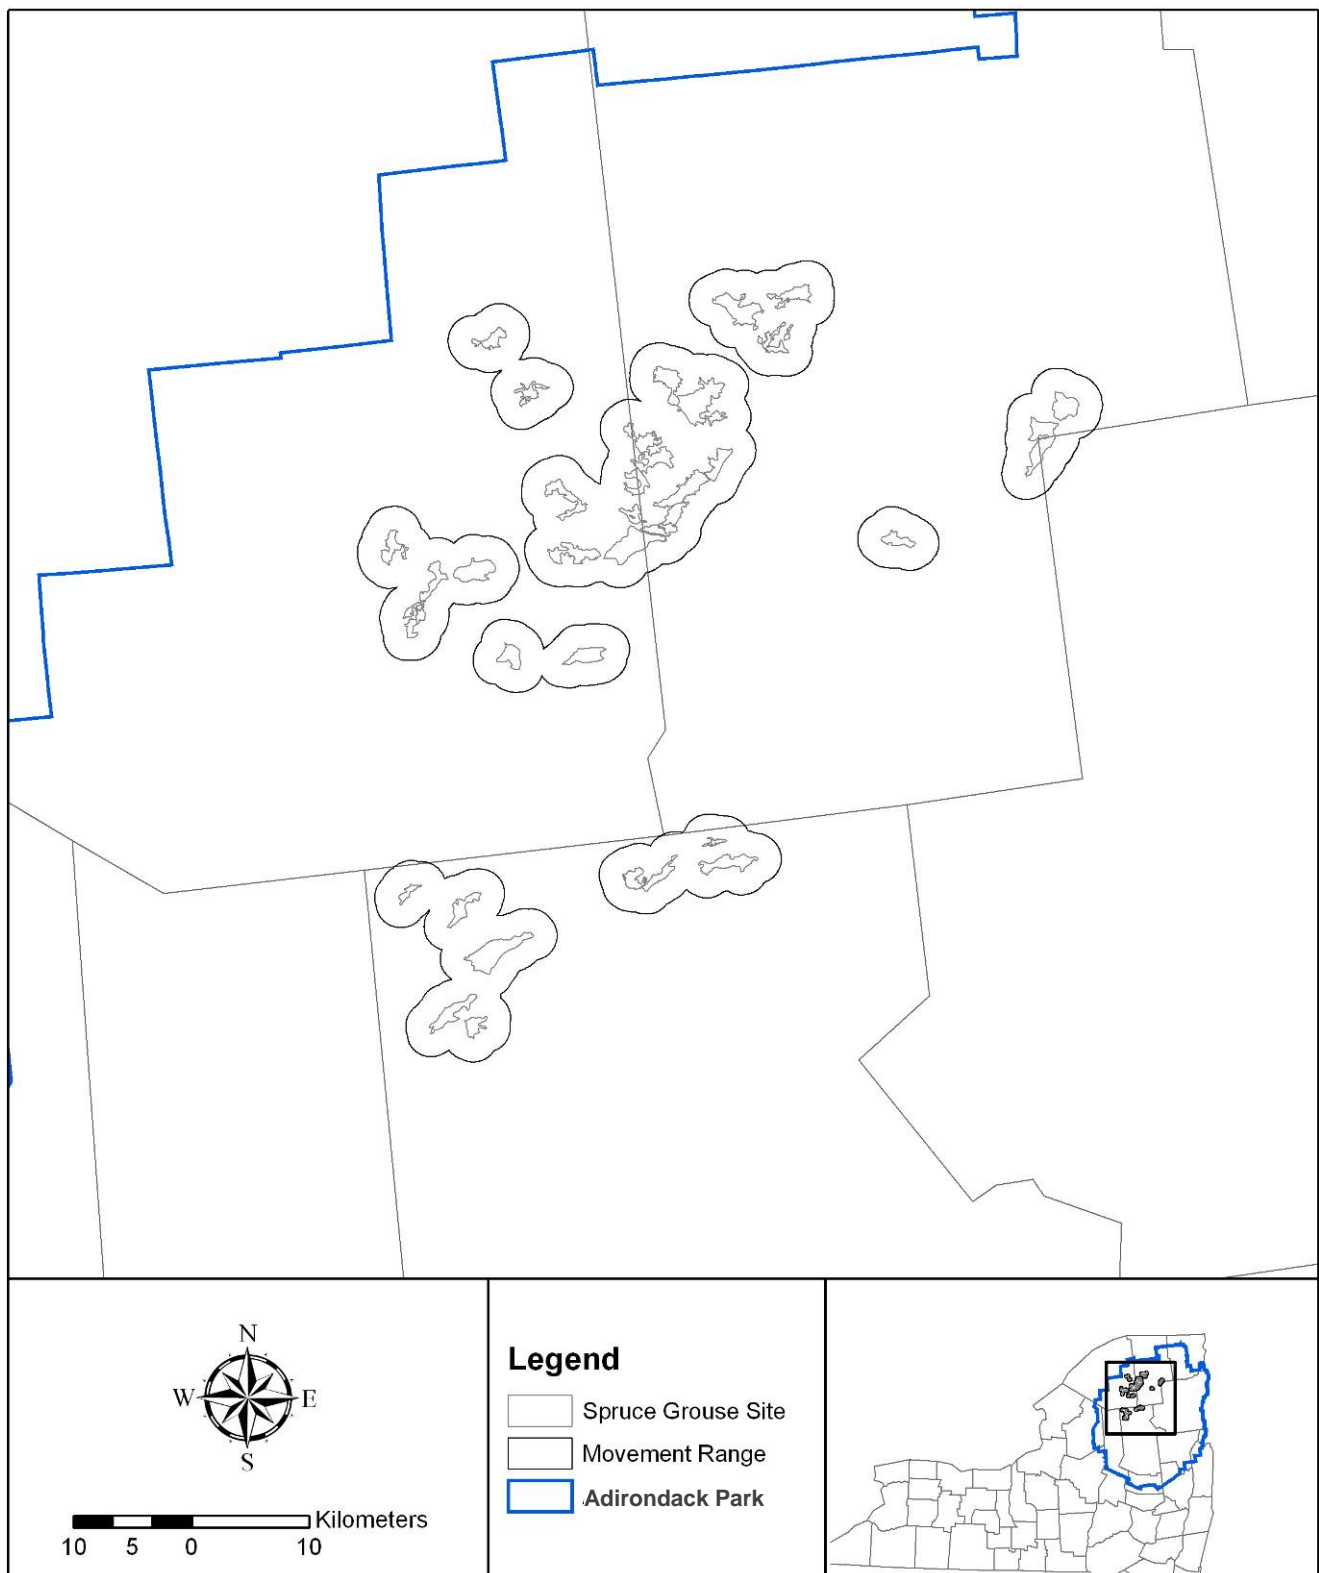 N
W E
S
Kilometers
10 5 0 10
Legend
Spruce Grouse Site
Movement Range
Adirondack Park